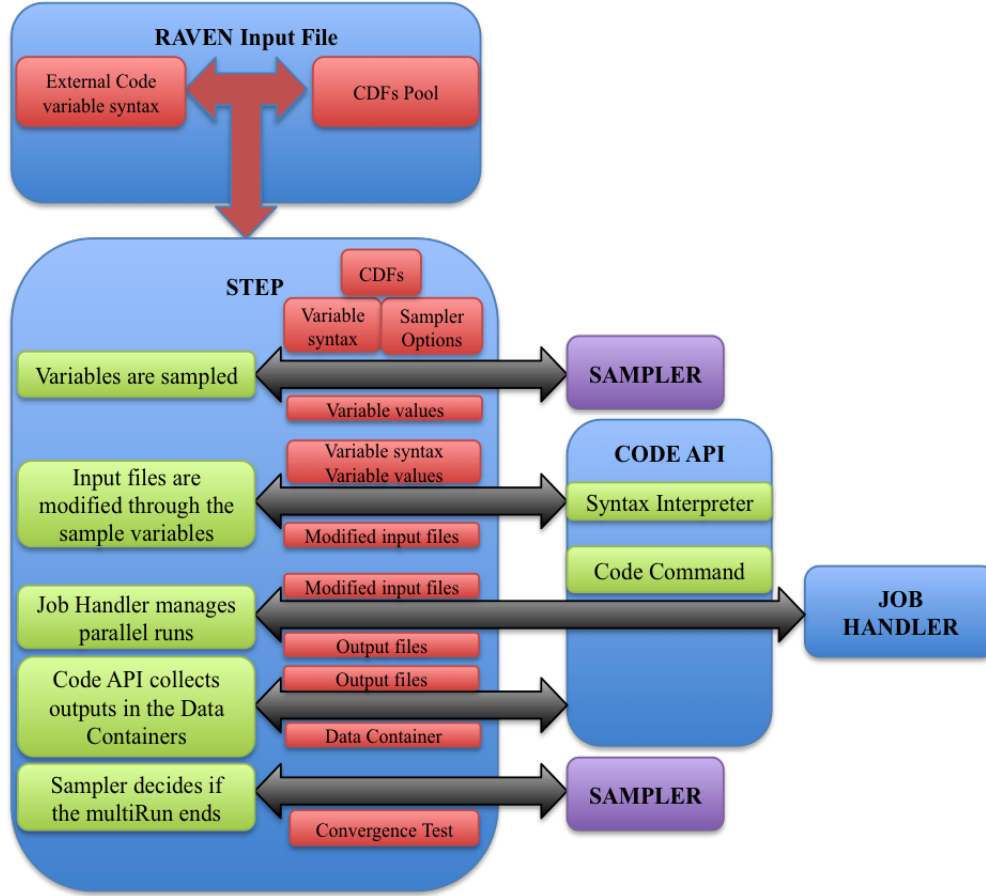 RAVEN Input File
External Code
variable syntax
CDFs Pool
STEP
CDFs
Variable
syntax
Sampler
Options
Variables are sampled
SAMPLER
Variable values
Variable syntax
Variable values
CODE API
Input files are
modified through the
sample variables
Syntax Interpreter
Modified input files
Code Command
Modified input files
Job Handler manages
parallel runs
JOB
HANDLER
Output files
Code API collects
outputs in the Data
Containers
Output files
Data Container
Sampler decides if
the multiRun ends
SAMPLER
Convergence Test